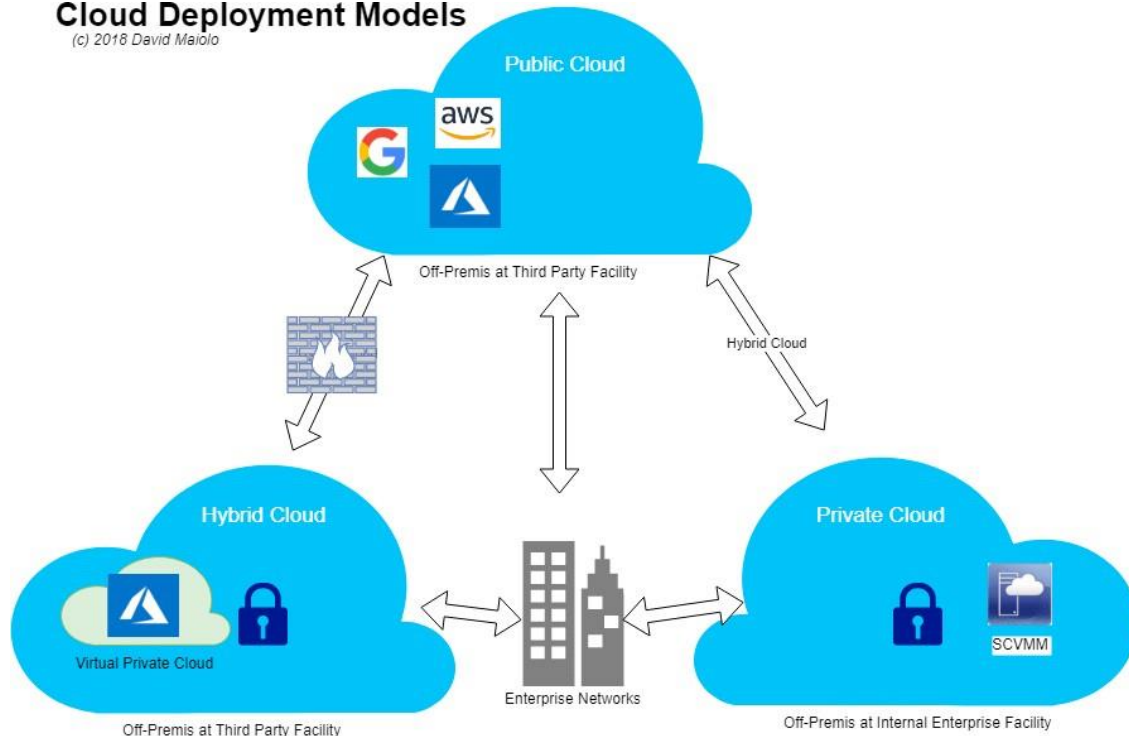 Cloud Deployment Models
(c) 2018 David Maiolo
Public Cloud
aws
Off-Premis at Third Party Facility
Hybrid Cloud
Hybrid Cloud
Virtual Private Cloud
Off-Premis at Third Party Facility
Enterprise Networks
Private Cloud
SCVMM
Off-Premis at Internal Enterprise Facility